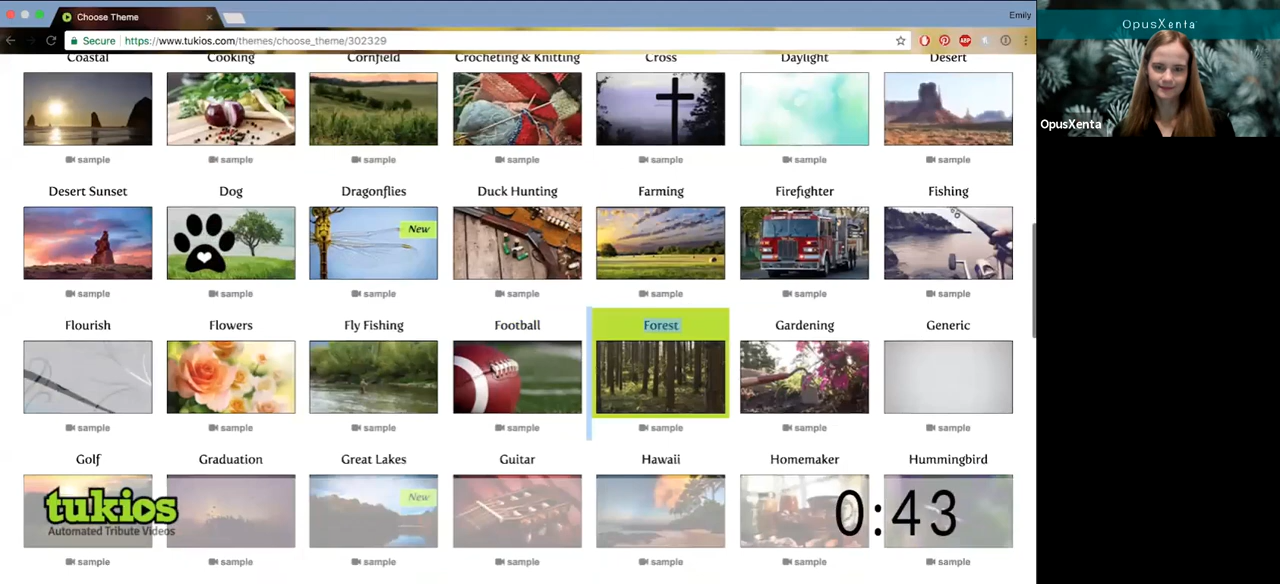 Choose Theme
Emily
Secure https://www.tukios.com/themes/choose_theme/302329
ABP
Coastal Cooking Cornfield Crocheting & Knitting Cross Daylight Desert
sample sample sample sample sample sample sample
Desert Sunset Dog Dragonflies Duck Hunting Farming Firefighter Fishing
New
sample sample sample sample sample sample sample
Flourish Flowers Fly Fishing Football Forest Gardening Generic
sample sample sample sample sample sample sample
Golf Graduation Great Lakes Guitar Hawaii Homemaker Hummingbird
New
tukios
Automated Tribute Videos
0:43
sample sample sample sample sample sample sample
OpusXenta
OpusXenta